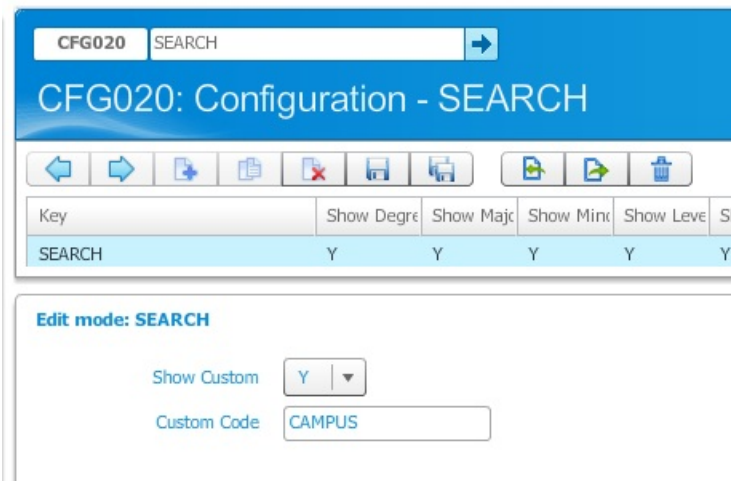 CFG020 SEARCH
CFG020: Configuration - SEARCH
Key Show Degre Show Majc Show Minc Show Leve S
SEARCH Y Y Y Y Y
Edit mode: SEARCH
Show Custom Y
Custom Code CAMPUS